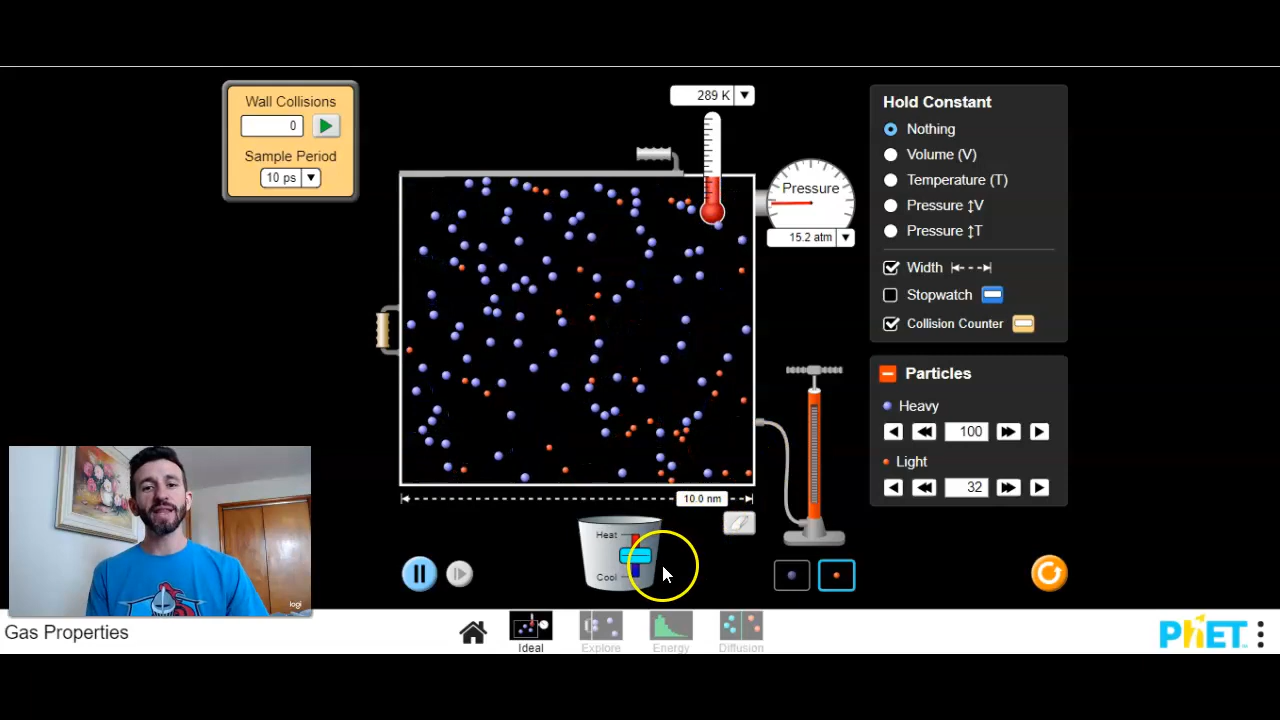 Wall Collisions
0
Sample Period
10 ps
289 K
Pressure
15.2 atm
Hold Constant
Nothing
Volume (V)
Temperature (T)
Pressure ↕V
Pressure ↕T
Width
Stopwatch
Collision Counter
Particles
Heavy
100
Light
32
10.0 nm
Heat
Cool
logi
Gas Properties
Ideal
Explore
Energy
Diffusion
PhET